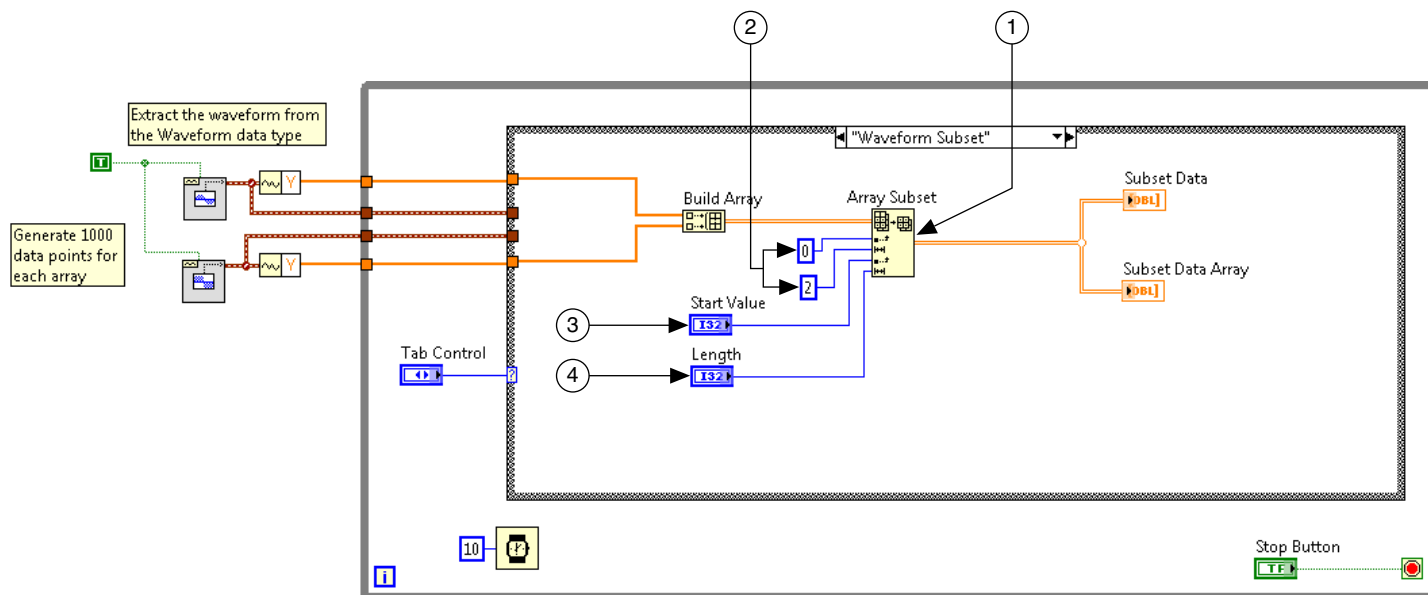 2
1
Extract the waveform from
the Waveform data type
"Waveform Subset"
T
Y
Build Array
Array Subset
Subset Data
DBL]
Generate 1000
data points for
each array
Y
0
2
Subset Data Array
DBL]
Start Value
3
I32
Tab Control
Length
4
I32
?
10
Stop Button
TF
i